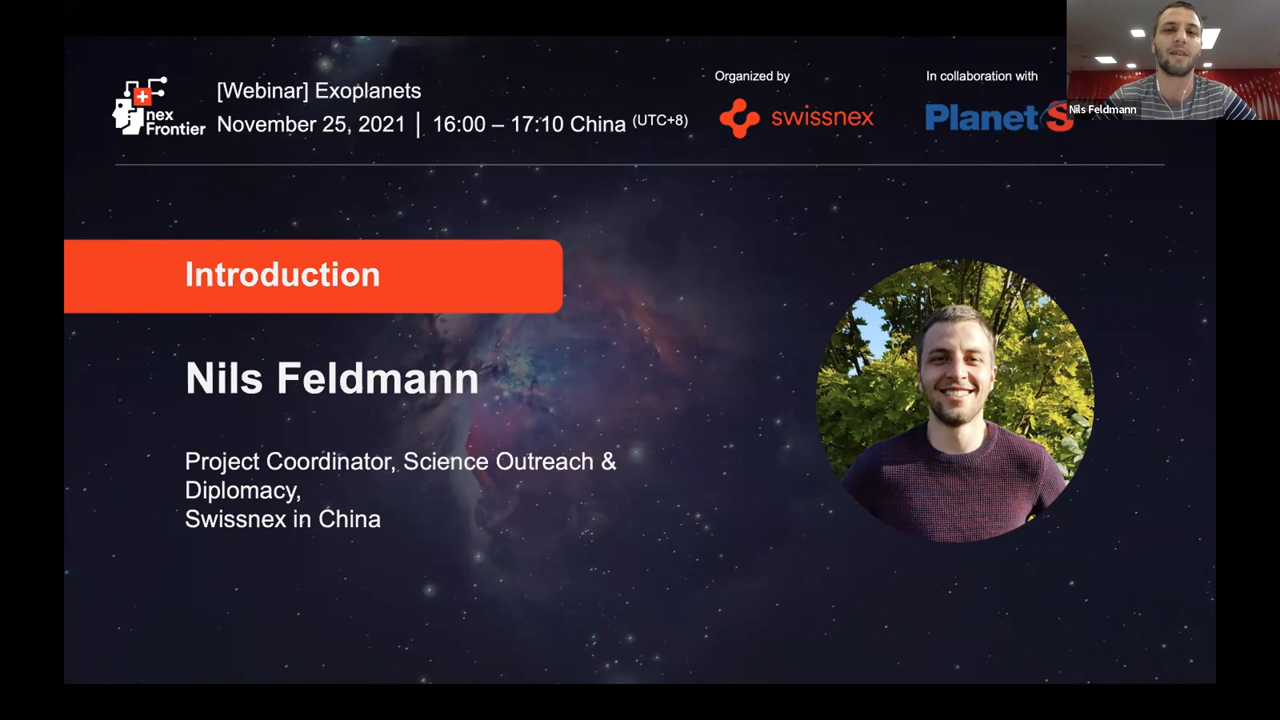 nex
Frontier
[Webinar] Exoplanets
November 25, 2021 | 16:00 – 17:10 China (UTC+8)
Organized by
swissnex
In collaboration with
PlanetS
Nils Feldmann
Introduction
Nils Feldmann
Project Coordinator, Science Outreach &
Diplomacy,
Swissnex in China